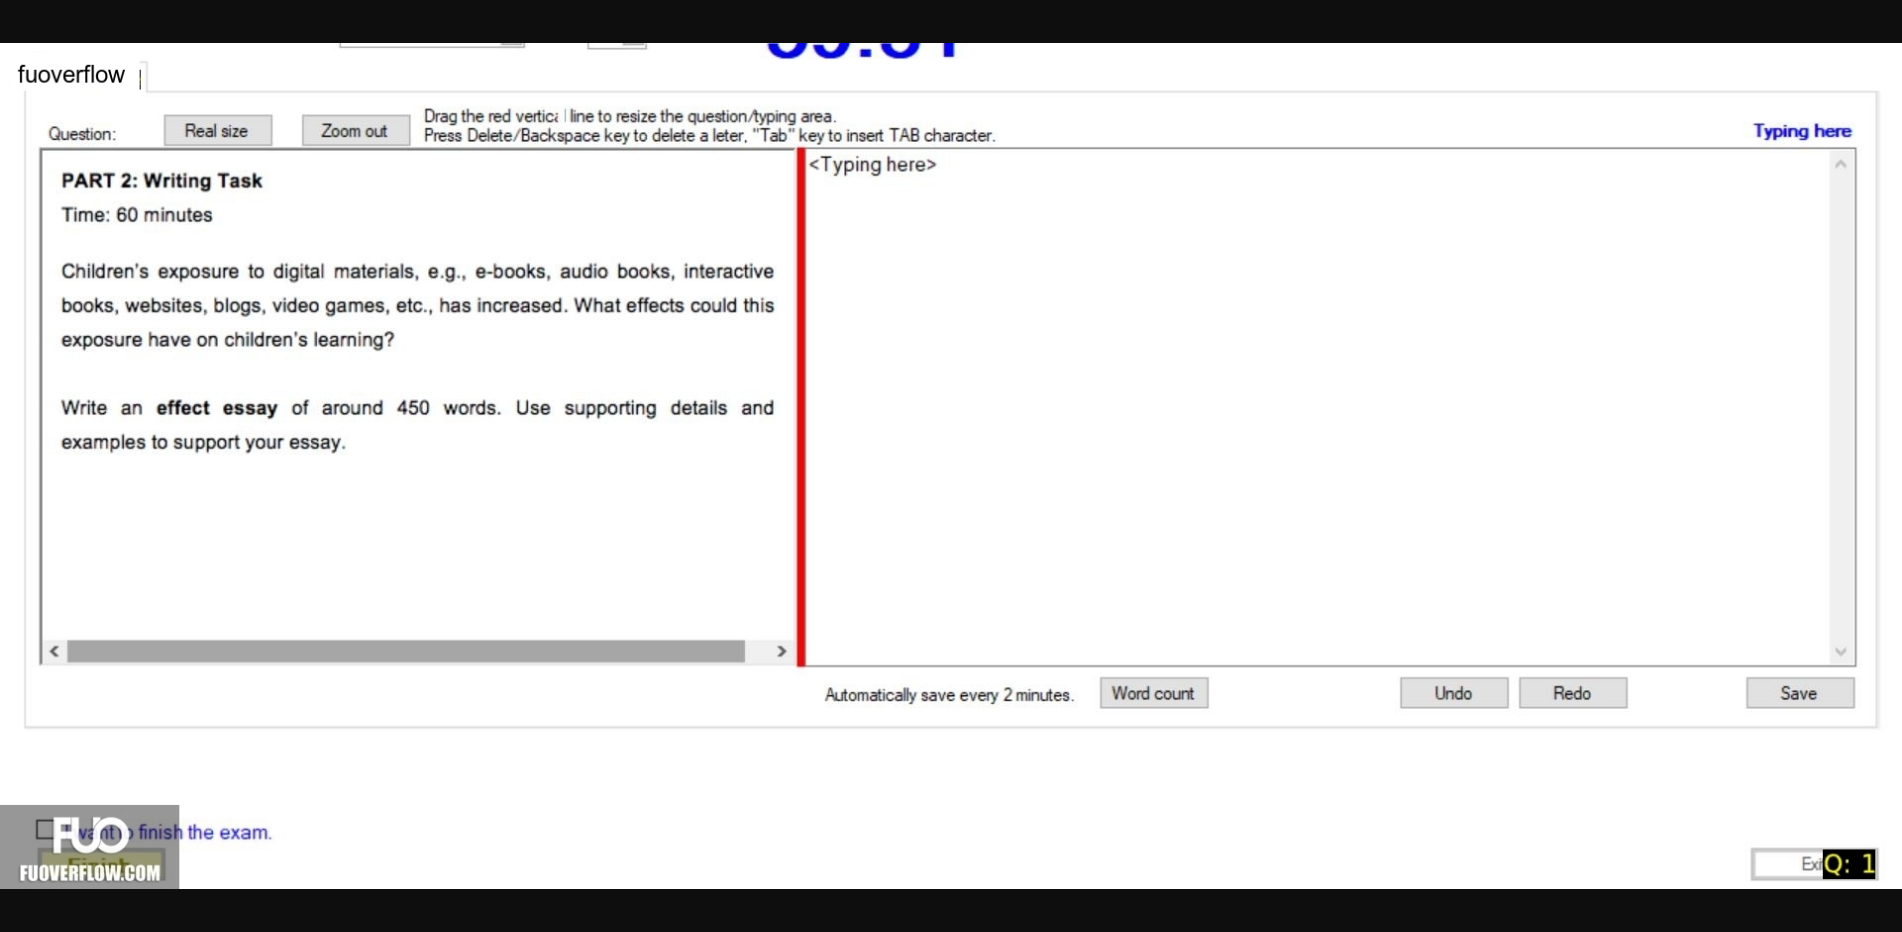 fuoverflow
Question:
Real size
Zoom out
Drag the red vertical line to resize the question/typing area.
Press Delete/Backspace key to delete a leter, "Tab" key to insert TAB character.
Typing here
PART 2: Writing Task
Time: 60 minutes
Children's exposure to digital materials, e.g., e-books, audio books, interactive
books, websites, blogs, video games, etc., has increased. What effects could this
exposure have on children's learning?
Write an effect essay of around 450 words. Use supporting details and
examples to support your essay.
<Typing here>
Automatically save every 2 minutes.
Word count
Undo
Redo
Save
want to finish the exam.
FUO
FUOVERFLOW.COM
Q: 1